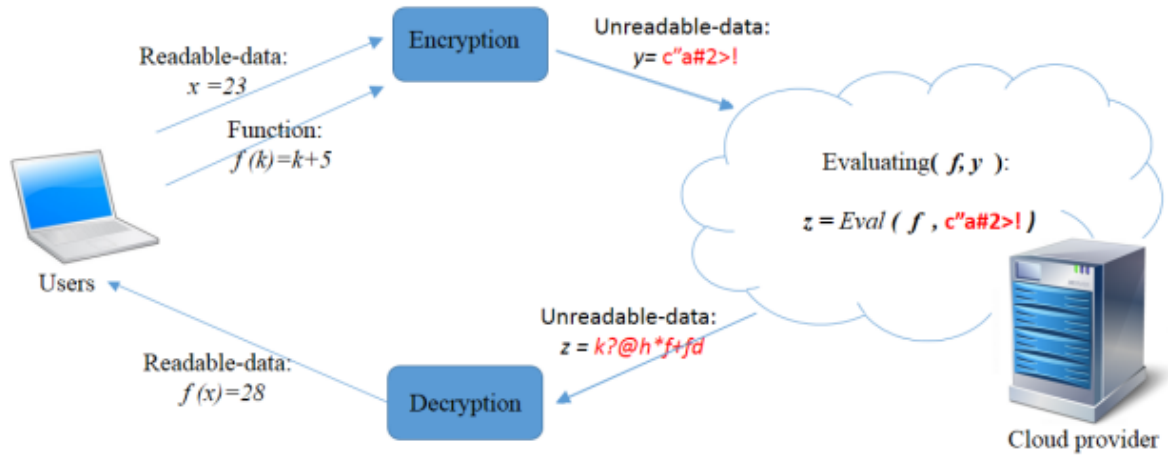 Readable-data:
x =23
Function:
f (k)=k+5
Users
Encryption
Unreadable-data:
y= c"a#2>!
Evaluating( f, y ):
z = Eval ( f , c"a#2>! )
Cloud provider
Unreadable-data:
z = k?@h*f+fd
Decryption
Readable-data:
f (x)=28